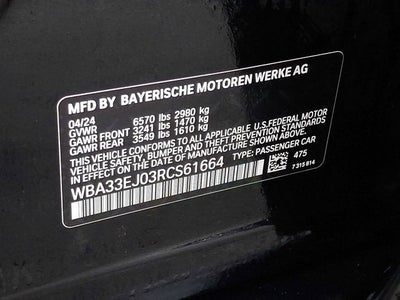 MFD BY BAYERISCHE MOTOREN WERKE AG
04/24
GVWR 6570 lbs 2980 kg
GAWR FRONT 3241 lbs 1470 kg
GAWR REAR 3549 lbs 1610 kg
THIS VEHICLE CONFORMS TO ALL APPLICABLE U.S.FEDERAL MOTOR
VEHICLE SAFETY, BUMPER, AND THEFT PREVENTION STANDARDS
IN EFFECT ON THE DATE OF MANUFACTURE SHOWN ABOVE.
WBA33EJ03RCS61664 TYPE: PASSENGER CAR
475
7 315 814